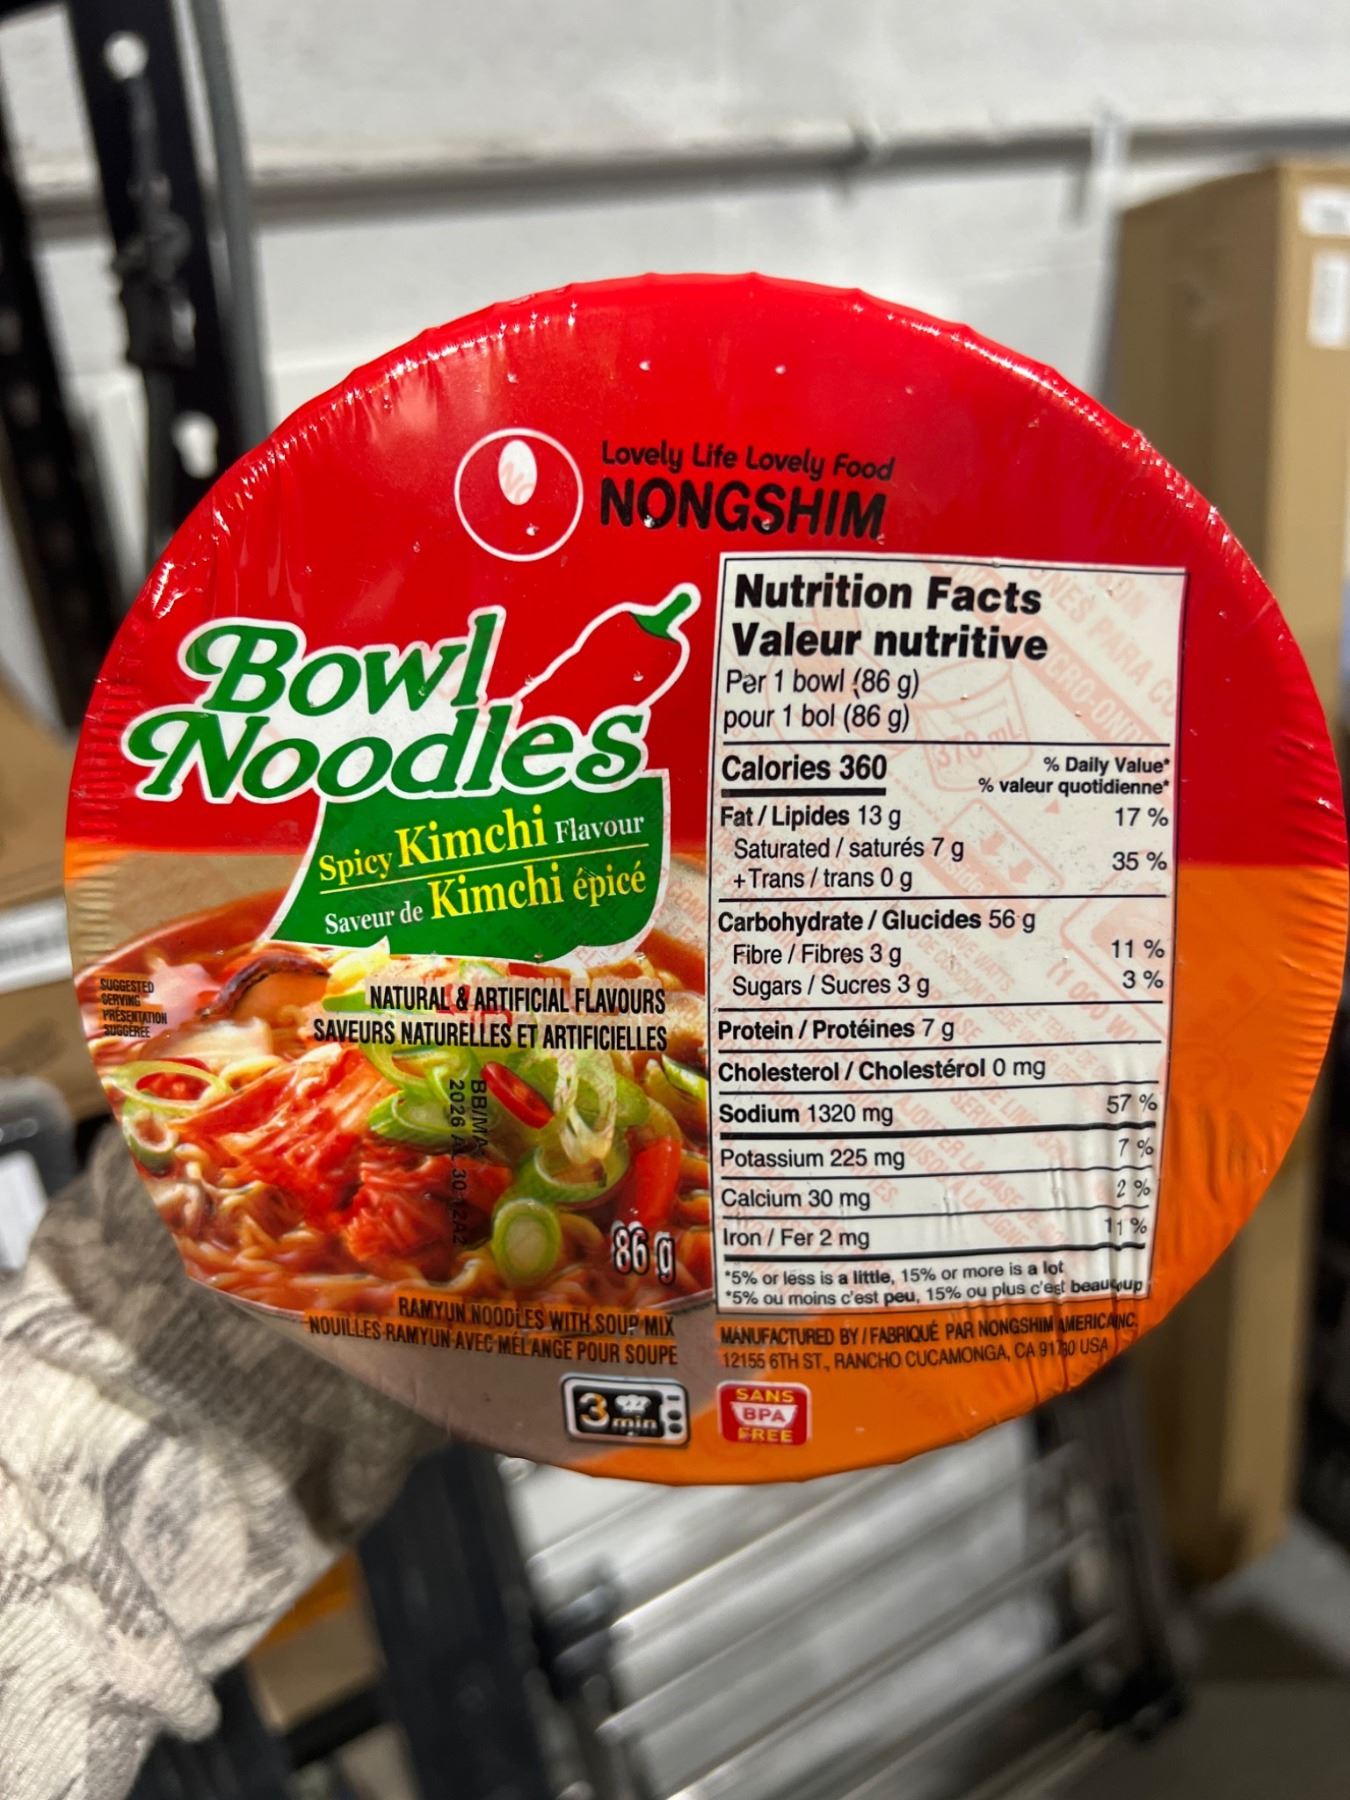 Lovely Life Lovely Food
NONGSHIM
Bowl
Noodles
Spicy Kimchi Flavour
Saveur de Kimchi épicé
SUGGESTED
SERVING
PRÉSENTATION
SUGGÉRÉE
NATURAL & ARTIFICIAL FLAVOURS
SAVEURS NATURELLES ET ARTIFICIELLES
BB/MA
2026 AL 30
86 g
RAMYUN NOODLES WITH SOUP MIX
NOUILLES RAMYUN AVEC MÉLANGE POUR SOUPE
3 min
Nutrition Facts
Valeur nutritive
Per 1 bowl (86 g)
pour 1 bol (86 g)
Calories 360
% Daily Value*
% valeur quotidienne*
Fat / Lipides 13 g 17 %
Saturated / saturés 7 g
+ Trans / trans 0 g 35 %
Carbohydrate / Glucides 56 g
Fibre / Fibres 3 g 11 %
Sugars / Sucres 3 g 3 %
Protein / Protéines 7 g
Cholesterol / Cholestérol 0 mg
Sodium 1320 mg 57 %
Potassium 225 mg 7 %
Calcium 30 mg 2 %
Iron / Fer 2 mg 11 %
*5% or less is a little, 15% or more is a lot
*5% ou moins c'est peu, 15% ou plus c'est beaucoup
MANUFACTURED BY / FABRIQUÉ PAR NONGSHIM AMERICA INC.
12155 6TH ST., RANCHO CUCAMONGA, CA 91730 USA
SANS
BPA
FREE